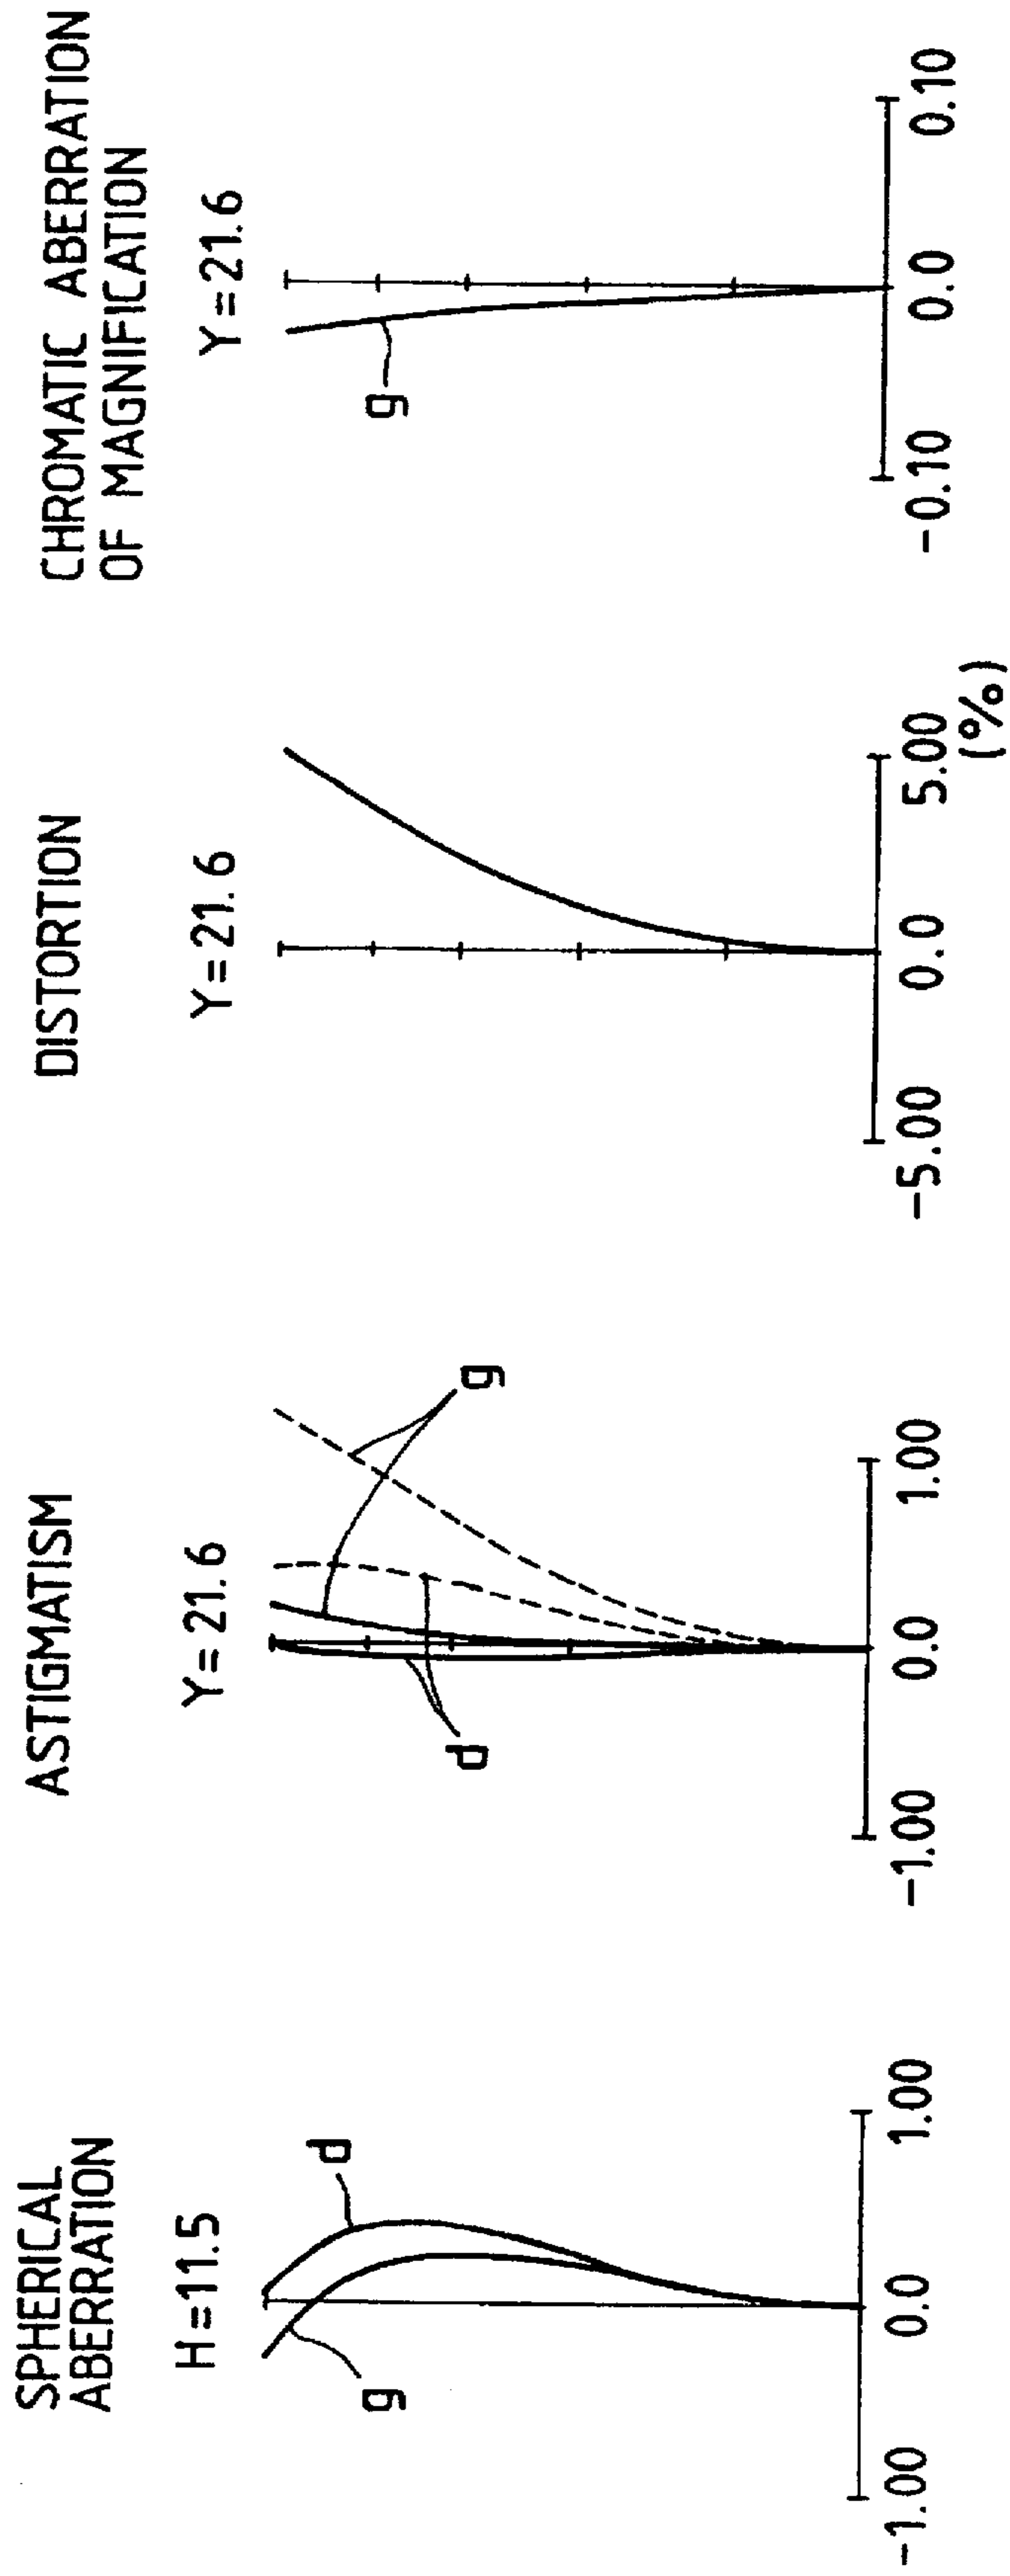 SPHERICAL
ABERRATION
H=11.5
g
d
-1.00
0.0
1.00
ASTIGMATISM
Y=21.6
d
g
-1.00
0.0
1.00
DISTORTION
Y=21.6
-5.00
0.0
5.00
(%)
CHROMATIC ABERRATION
OF MAGNIFICATION
Y=21.6
g
-0.10
0.0
0.10